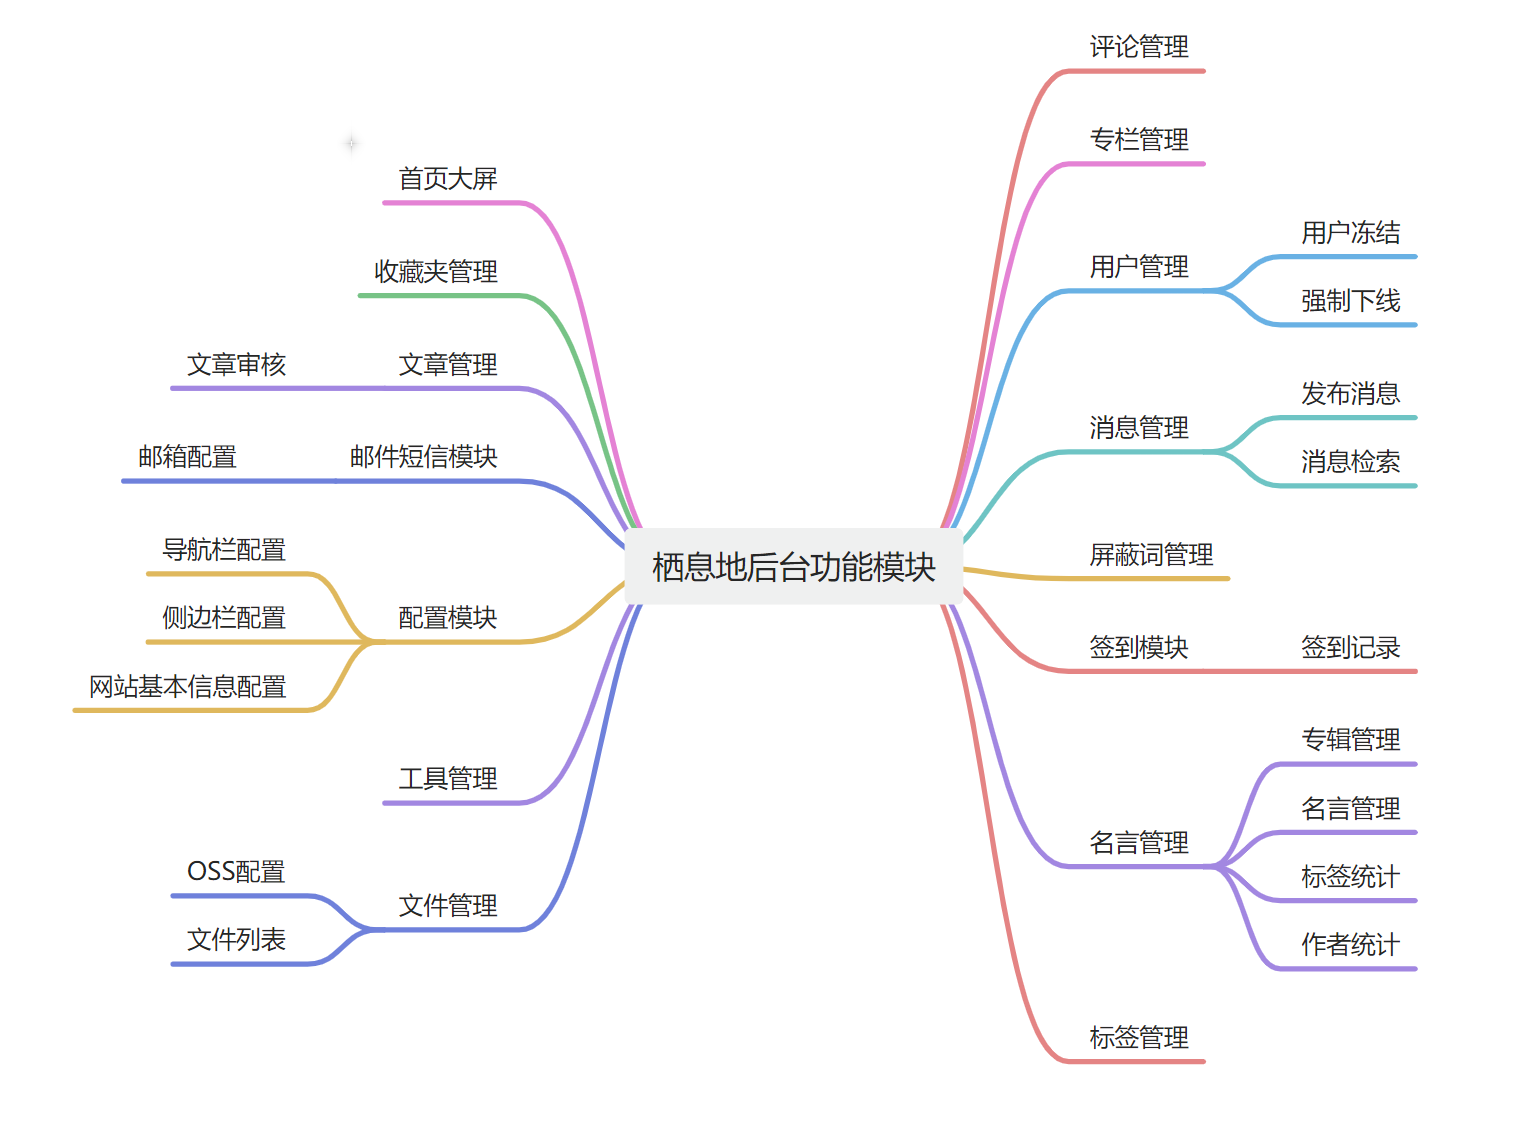 栖息地后台功能模块
评论管理
专栏管理
用户管理
用户冻结
强制下线
消息管理
发布消息
消息检索
屏蔽词管理
签到模块
签到记录
名言管理
专辑管理
名言管理
标签统计
作者统计
标签管理
首页大屏
收藏夹管理
文章管理
文章审核
邮件短信模块
邮箱配置
配置模块
导航栏配置
侧边栏配置
网站基本信息配置
工具管理
文件管理
OSS配置
文件列表